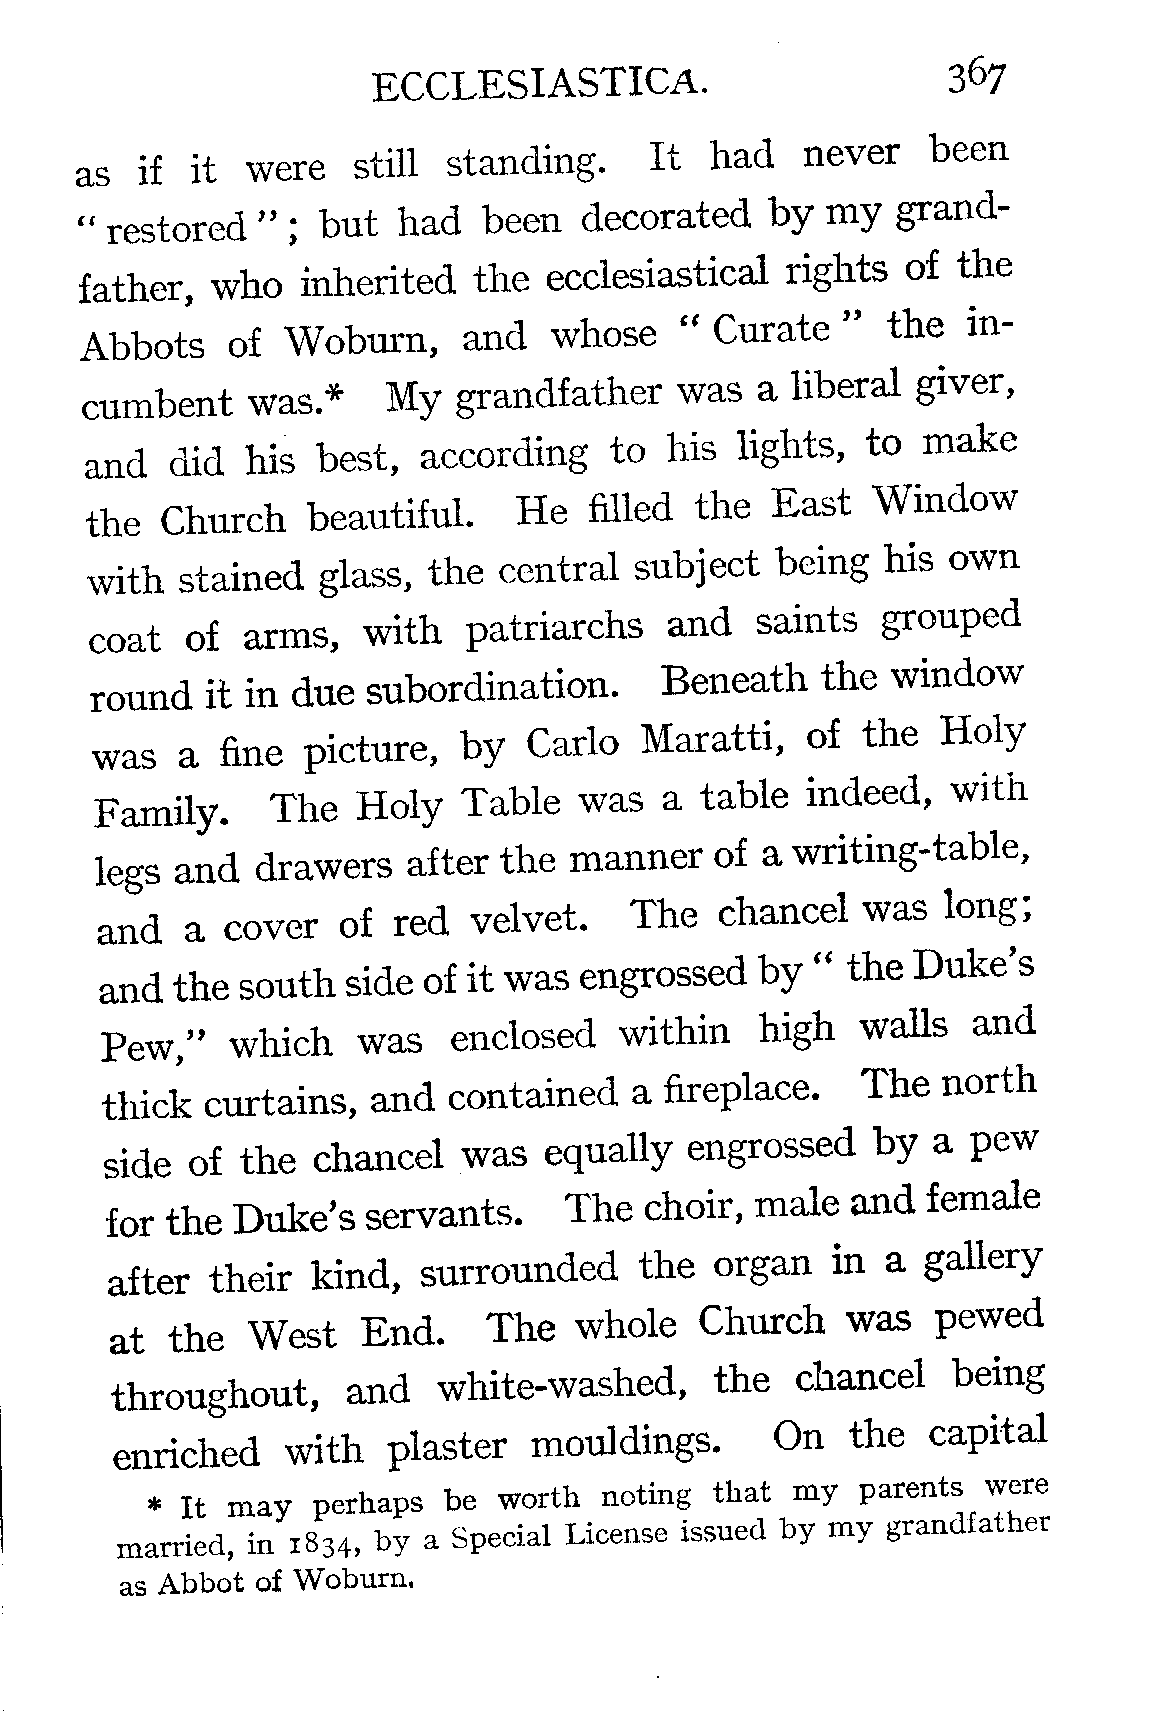 ECCLESIASTICA. 367
as if it were still standing. It had never been
“ restored ” ; but had been decorated by my grand-
father, who inherited the ecclesiastical rights of the
Abbots of Woburn, and whose “ Curate ” the in-
cumbent was.* My grandfather was a liberal giver,
and did his best, according to his lights, to make
the Church beautiful. He filled the East Window
with stained glass, the central subject being his own
coat of arms, with patriarchs and saints grouped
round it in due subordination. Beneath the window
was a fine picture, by Carlo Maratti, of the Holy
Family. The Holy Table was a table indeed, with
legs and drawers after the manner of a writing-table,
and a cover of red velvet. The chancel was long;
and the south side of it was engrossed by “ the Duke’s
Pew,” which was enclosed within high walls and
thick curtains, and contained a fireplace. The north
side of the chancel was equally engrossed by a pew
for the Duke’s servants. The choir, male and female
after their kind, surrounded the organ in a gallery
at the West End. The whole Church was pewed
throughout, and white-washed, the chancel being
enriched with plaster mouldings. On the capital
* It may perhaps be worth noting that my parents were
married, in 1834, by a Special License issued by my grandfather
as Abbot of Woburn.